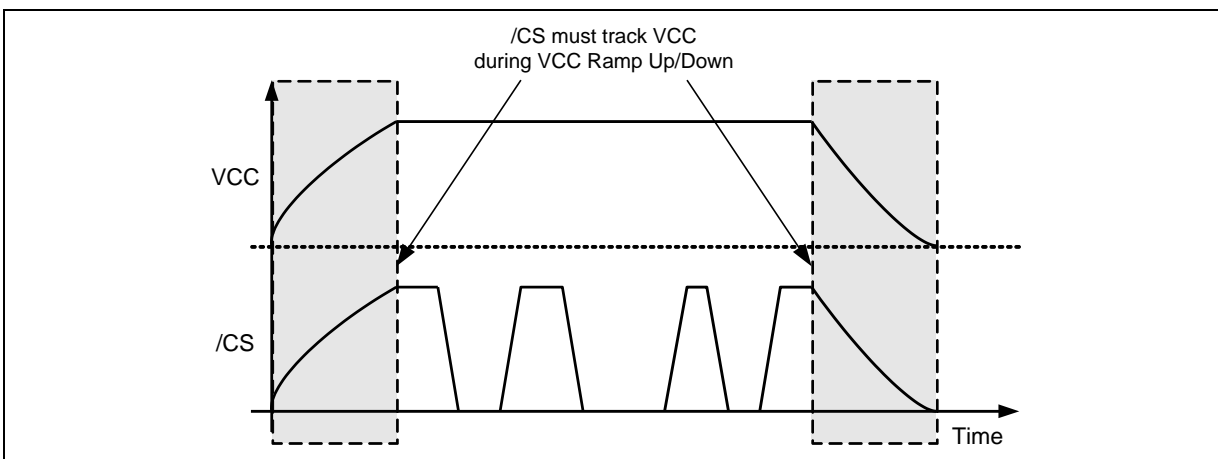 /CS must track VCC
during VCC Ramp Up/Down
VCC
/CS
Time